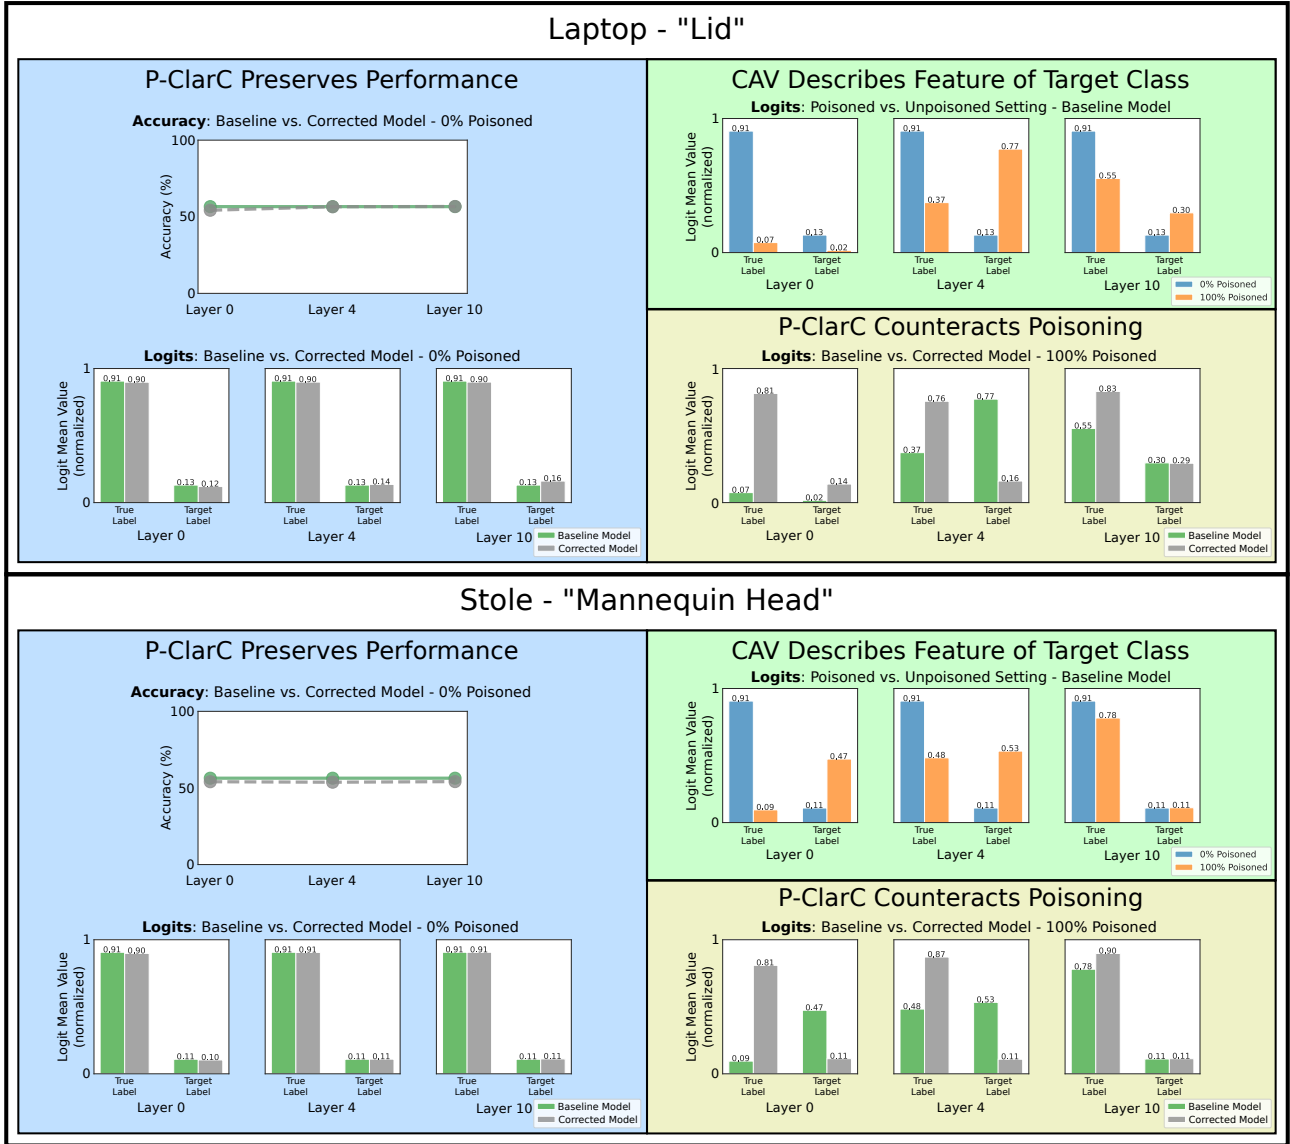 Laptop - "Lid"
P-ClarC Preserves Performance
Accuracy: Baseline vs. Corrected Model - 0% Poisoned
100
50
0
Accuracy (%)
Layer 0 Layer 4 Layer 10
Logits: Baseline vs. Corrected Model - 0% Poisoned
1
0
Logit Mean Value
(normalized)
0.91 0.90 0.13 0.12
True Label Target Label
Layer 0
0.91 0.90 0.13 0.14
True Label Target Label
Layer 4
0.91 0.90 0.13 0.16
True Label Target Label
Layer 10
Baseline Model
Corrected Model
CAV Describes Feature of Target Class
Logits: Poisoned vs. Unpoisoned Setting - Baseline Model
1
0
Logit Mean Value
(normalized)
0.91 0.07 0.13 0.02
True Label Target Label
Layer 0
0.91 0.37 0.13 0.77
True Label Target Label
Layer 4
0.91 0.55 0.13 0.30
True Label Target Label
Layer 10
0% Poisoned
100% Poisoned
P-ClarC Counteracts Poisoning
Logits: Baseline vs. Corrected Model - 100% Poisoned
1
0
Logit Mean Value
(normalized)
0.07 0.81 0.02 0.14
True Label Target Label
Layer 0
0.37 0.76 0.77 0.16
True Label Target Label
Layer 4
0.55 0.83 0.30 0.29
True Label Target Label
Layer 10
Baseline Model
Corrected Model
Stole - "Mannequin Head"
P-ClarC Preserves Performance
Accuracy: Baseline vs. Corrected Model - 0% Poisoned
100
50
0
Accuracy (%)
Layer 0 Layer 4 Layer 10
Logits: Baseline vs. Corrected Model - 0% Poisoned
1
0
Logit Mean Value
(normalized)
0.91 0.90 0.11 0.10
True Label Target Label
Layer 0
0.91 0.91 0.11 0.11
True Label Target Label
Layer 4
0.91 0.91 0.11 0.11
True Label Target Label
Layer 10
Baseline Model
Corrected Model
CAV Describes Feature of Target Class
Logits: Poisoned vs. Unpoisoned Setting - Baseline Model
1
0
Logit Mean Value
(normalized)
0.91 0.09 0.11 0.47
True Label Target Label
Layer 0
0.91 0.48 0.11 0.53
True Label Target Label
Layer 4
0.91 0.78 0.11 0.11
True Label Target Label
Layer 10
0% Poisoned
100% Poisoned
P-ClarC Counteracts Poisoning
Logits: Baseline vs. Corrected Model - 100% Poisoned
1
0
Logit Mean Value
(normalized)
0.09 0.81 0.47 0.11
True Label Target Label
Layer 0
0.48 0.87 0.53 0.11
True Label Target Label
Layer 4
0.78 0.90 0.11 0.11
True Label Target Label
Layer 10
Baseline Model
Corrected Model